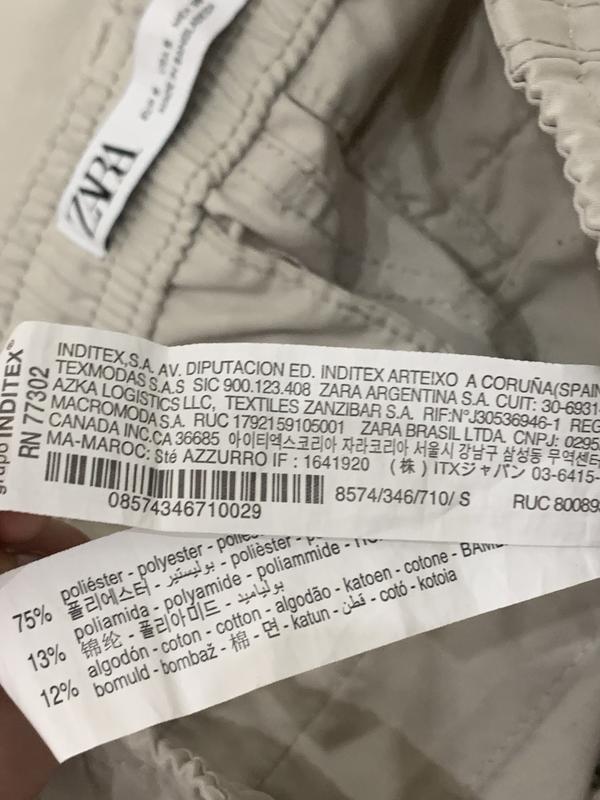 ZARA
MADE IN BANGLADESH
grupo INDITEX®
RN 77302
INDITEX,S.A. AV. DIPUTACION ED. INDITEX ARTEIXO A CORUÑA(SPAIN
TEXMODAS S.A.S SIC 900.123.408 ZARA ARGENTINA S.A. CUIT: 30-6931
AZKA LOGISTICS LLC, TEXTILES ZANZIBAR S.A. RIF:N°J30536946-1 REG
MACROMODA S.A. RUC 1792159105001 ZARA BRASIL LTDA. CNPJ: 0295
CANADA INC.CA 36685 아이티엑스코리아 자라코리아 서울시 강남구 삼성동 무역센터
MA-MAROC: Sté AZZURRO IF : 1641920 (株) ITXジャパン 03-6415-
08574346710029
8574/346/710/ S
RUC 80089
75% poliéster - polyester -
폴리에스터 - بوليستير - polièster -
13% poliamida - polyamide - poliammide -
锦纶 - 폴리아미드 - بولياميد
12% algodón - coton - cotton - algodão - katoen - cotone -
bomuld - bombaž - 棉 - 면 - katun - قطن - cotó - kotoia